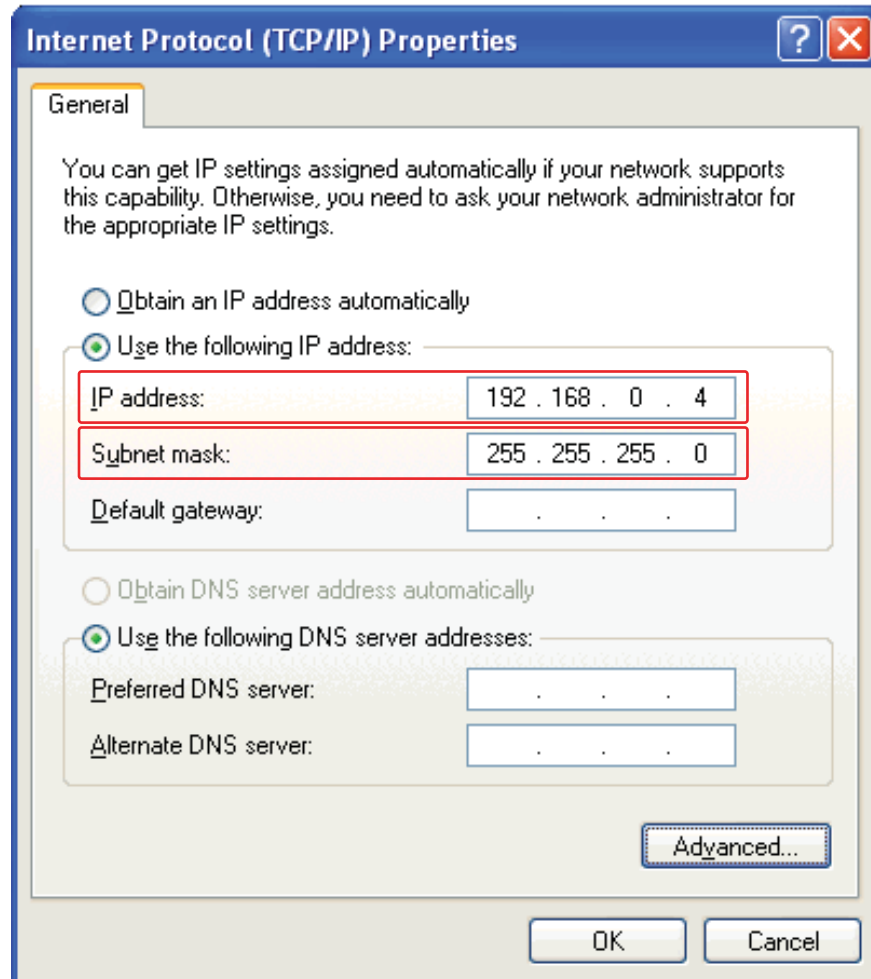 Internet Protocol (TCP/IP) Properties
General
You can get IP settings assigned automatically if your network supports
this capability. Otherwise, you need to ask your network administrator for
the appropriate IP settings.
Obtain an IP address automatically
Use the following IP address:
IP address: 192 . 168 . 0 . 4
Subnet mask: 255 . 255 . 255 . 0
Default gateway: . . .
Obtain DNS server address automatically
Use the following DNS server addresses:
Preferred DNS server: . . .
Alternate DNS server: . . .
Advanced...
OK Cancel